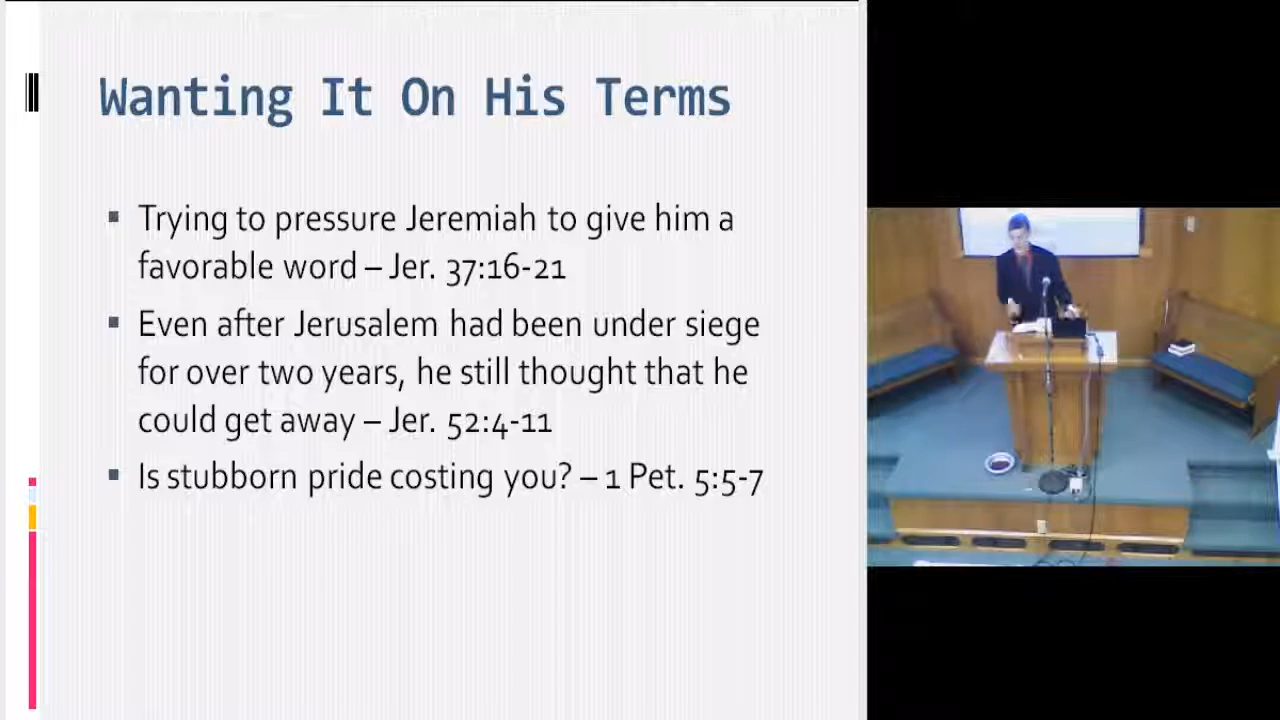 Wanting It On His Terms
▪ Trying to pressure Jeremiah to give him a
favorable word – Jer. 37:16-21
▪ Even after Jerusalem had been under siege
for over two years, he still thought that he
could get away – Jer. 52:4-11
▪ Is stubborn pride costing you? – 1 Pet. 5:5-7